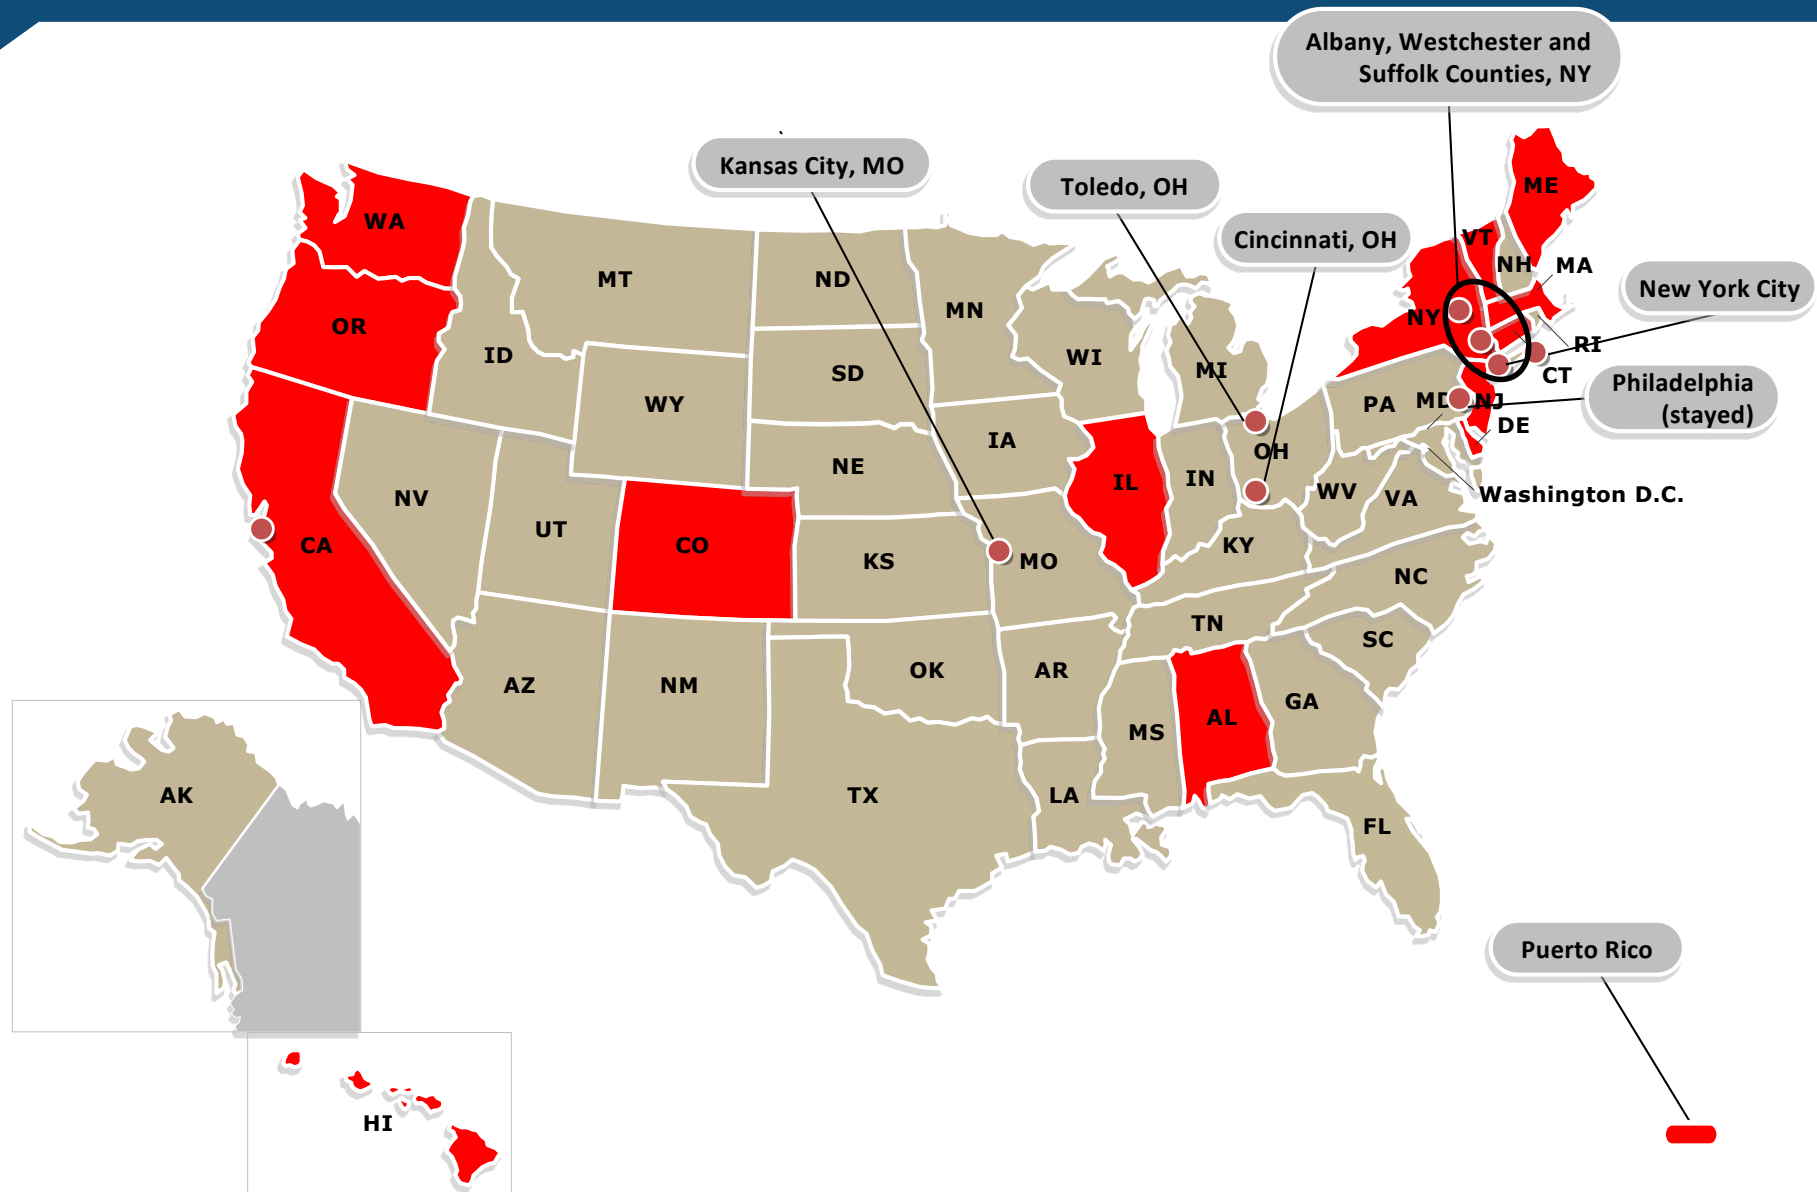 Albany, Westchester and
Suffolk Counties, NY
Kansas City, MO
Toledo, OH
Cincinnati, OH
New York City
Philadelphia
(stayed)
Puerto Rico
WA
OR
CA
ID
MT
ND
MN
SD
WY
NV
UT
CO
NE
IA
WI
MI
IL
IN
OH
KS
MO
KY
WV
VA
PA
NY
VT
NH
ME
MA
RI
CT
MD
NJ
DE
Washington D.C.
NC
SC
TN
GA
AL
MS
AR
LA
OK
TX
NM
AZ
FL
AK
HI